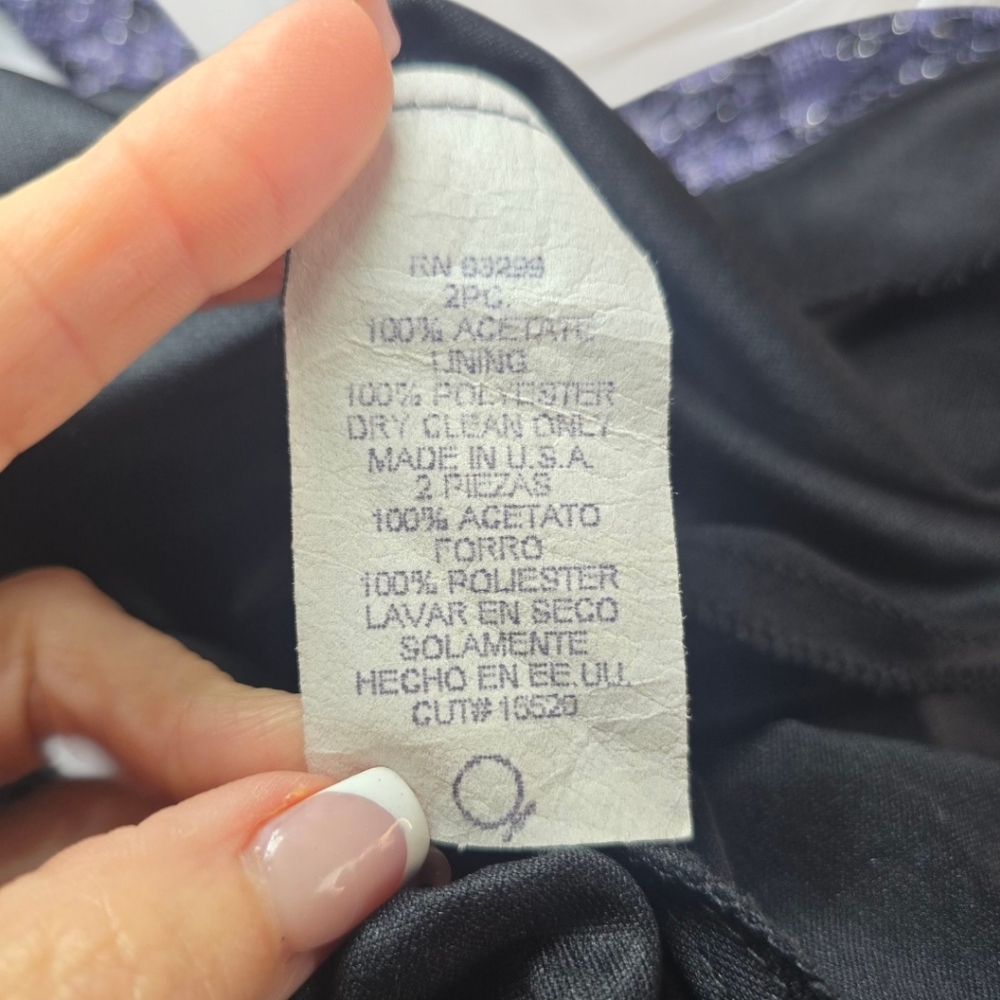 RN 63299
2PC.
100% ACETATE
LINING
100% POLYESTER
DRY CLEAN ONLY
MADE IN U.S.A.
2 PIEZAS
100% ACETATO
FORRO
100% POLIESTER
LAVAR EN SECO
SOLAMENTE
HECHO EN EE.UU.
CUT# 16529